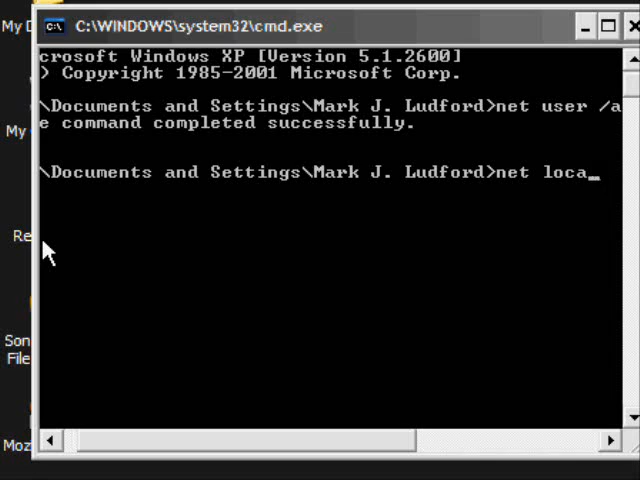 My D
C:\WINDOWS\system32\cmd.exe
crosoft Windows XP [Version 5.1.2600]
) Copyright 1985-2001 Microsoft Corp.
\Documents and Settings\Mark J. Ludford>net user /a
e command completed successfully.
My
\Documents and Settings\Mark J. Ludford>net loca_
Re
Son
File
Moz